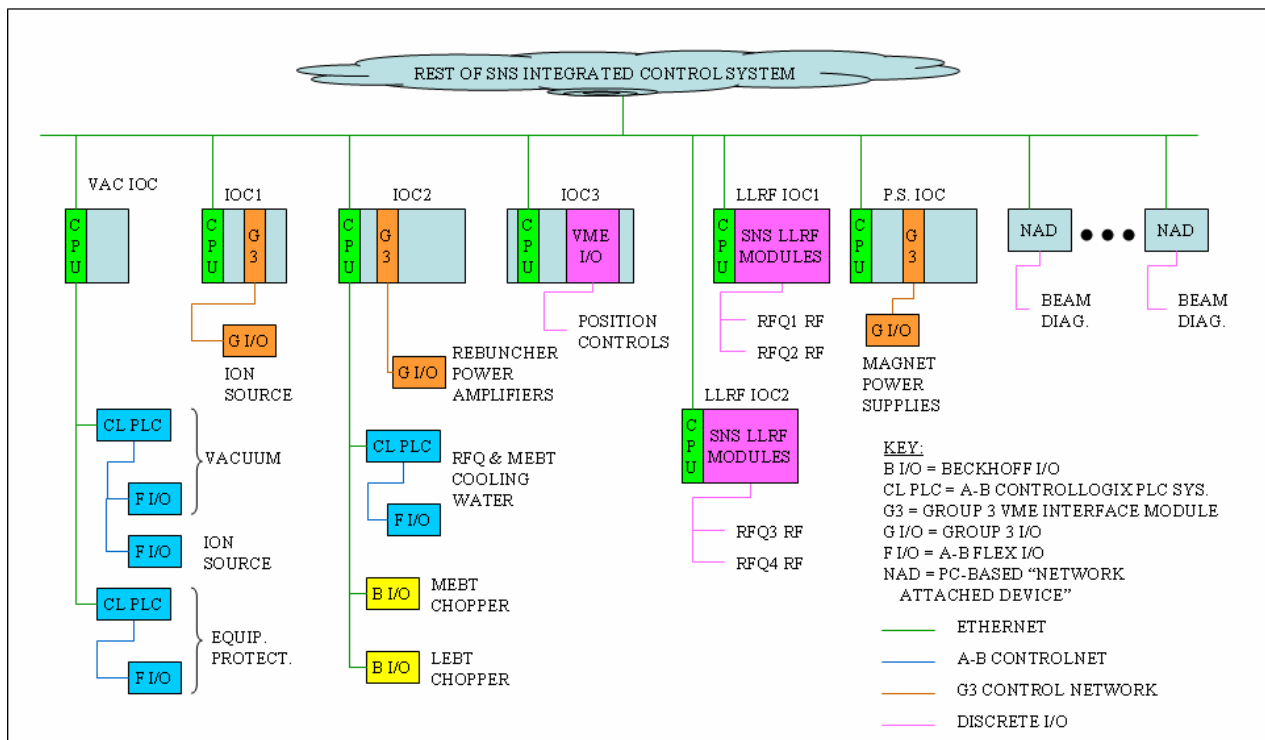 REST OF SNS INTEGRATED CONTROL SYSTEM
VAC IOC
IOC1
IOC2
IOC3
LLRF IOC1
P.S. IOC
CPU
CPU
G3
CPU
G3
CPU
VME
I/O
CPU
SNS LLRF
MODULES
CPU
G3
NAD
NAD
BEAM
DIAG.
BEAM
DIAG.
G I/O
ION
SOURCE
G I/O
REBUNCHER
POWER
AMPLIFIERS
POSITION
CONTROLS
RFQ1 RF
RFQ2 RF
G I/O
MAGNET
POWER
SUPPLIES
LLRF IOC2
CPU
SNS LLRF
MODULES
RFQ3 RF
RFQ4 RF
CL PLC
VACUUM
F I/O
F I/O
ION
SOURCE
CL PLC
EQUIP.
PROTECT.
F I/O
CL PLC
RFQ & MEBT
COOLING
WATER
F I/O
B I/O
MEBT
CHOPPER
B I/O
LEBT
CHOPPER
KEY:
B I/O = BECKHOFF I/O
CL PLC = A-B CONTROLLOGIX PLC SYS.
G3 = GROUP 3 VME INTERFACE MODULE
G I/O = GROUP 3 I/O
F I/O = A-B FLEX I/O
NAD = PC-BASED “NETWORK
ATTACHED DEVICE”
ETHERNET
A-B CONTROLNET
G3 CONTROL NETWORK
DISCRETE I/O